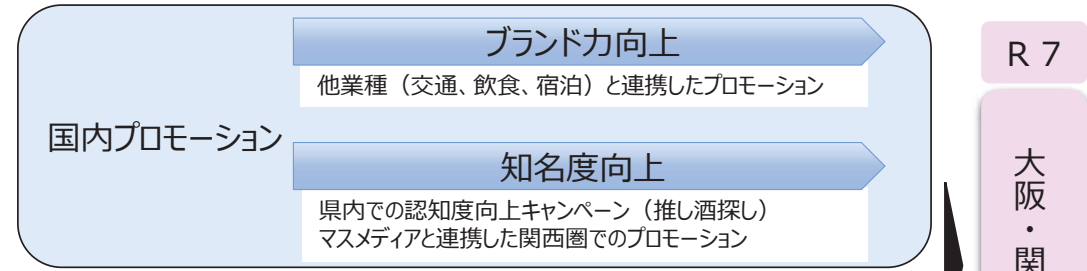 国内プロモーション
ブランド力向上
他業種（交通、飲食、宿泊）と連携したプロモーション
知名度向上
県内での認知度向上キャンペーン（推し酒探し）
マスメディアと連携した関西圏でのプロモーション
R７
大阪・関